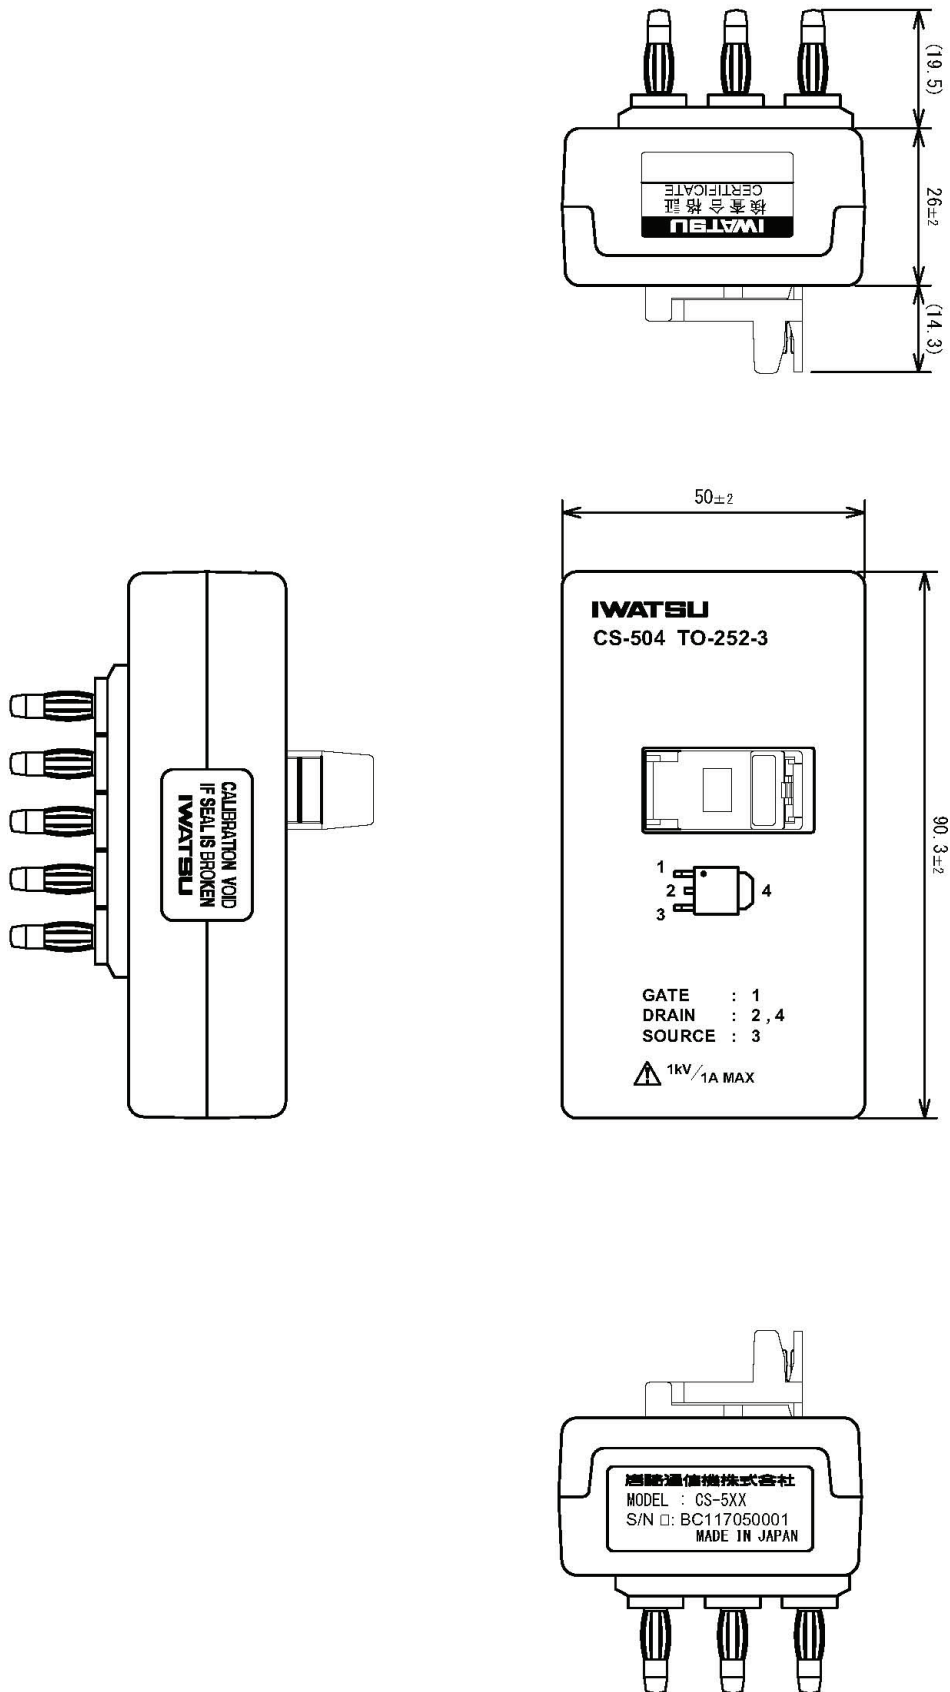 (19.5)
26±2
(14.3)
CERTIFICATE
検査合格証
IWATSU
50±2
90.3±2
IWATSU
CS-504 TO-252-3
1
2
3
4
GATE : 1
DRAIN : 2 , 4
SOURCE : 3
1kV/1A MAX
CALIBRATION VOID
IF SEAL IS BROKEN
IWATSU
岩崎通信機株式会社
MODEL : CS-5XX
S/N □: BC117050001
MADE IN JAPAN